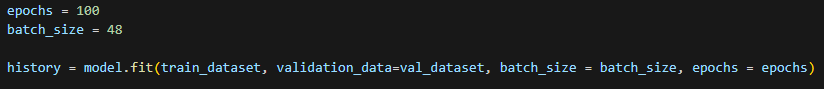 epochs = 100
batch_size = 48
history = model.fit(train_dataset, validation_data=val_dataset, batch_size = batch_size, epochs = epochs)